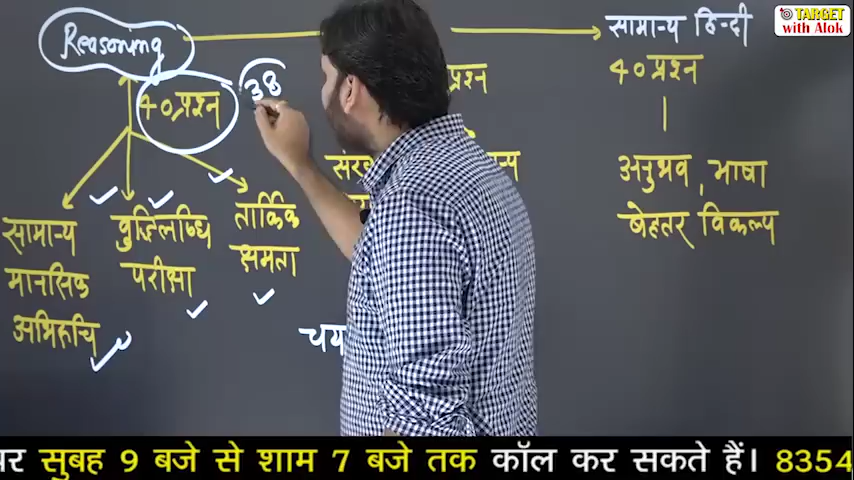 Reasoning
सामान्य हिन्दी
TARGET
with Alok
40 प्रश्न
38
प्रश्न
40 प्रश्न
सामान्य
मानसिक
अभिरूचि
बुद्धिलब्धि
परीक्षा
तार्किक
क्षमता
अनुभव, भाषा
बेहतर विकल्प
पर सुबह 9 बजे से शाम 7 बजे तक कॉल कर सकते हैं। 8354